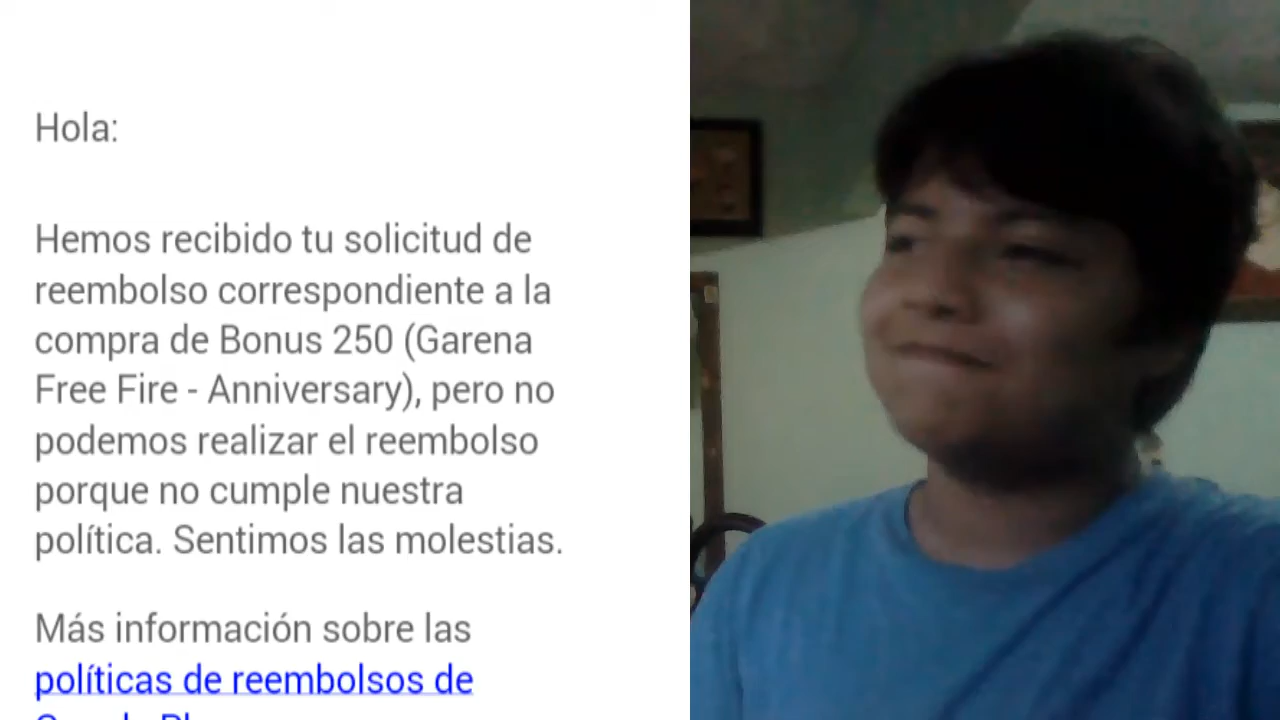 Hola:
Hemos recibido tu solicitud de
reembolso correspondiente a la
compra de Bonus 250 (Garena
Free Fire - Anniversary), pero no
podemos realizar el reembolso
porque no cumple nuestra
política. Sentimos las molestias.
Más información sobre las
políticas de reembolsos de